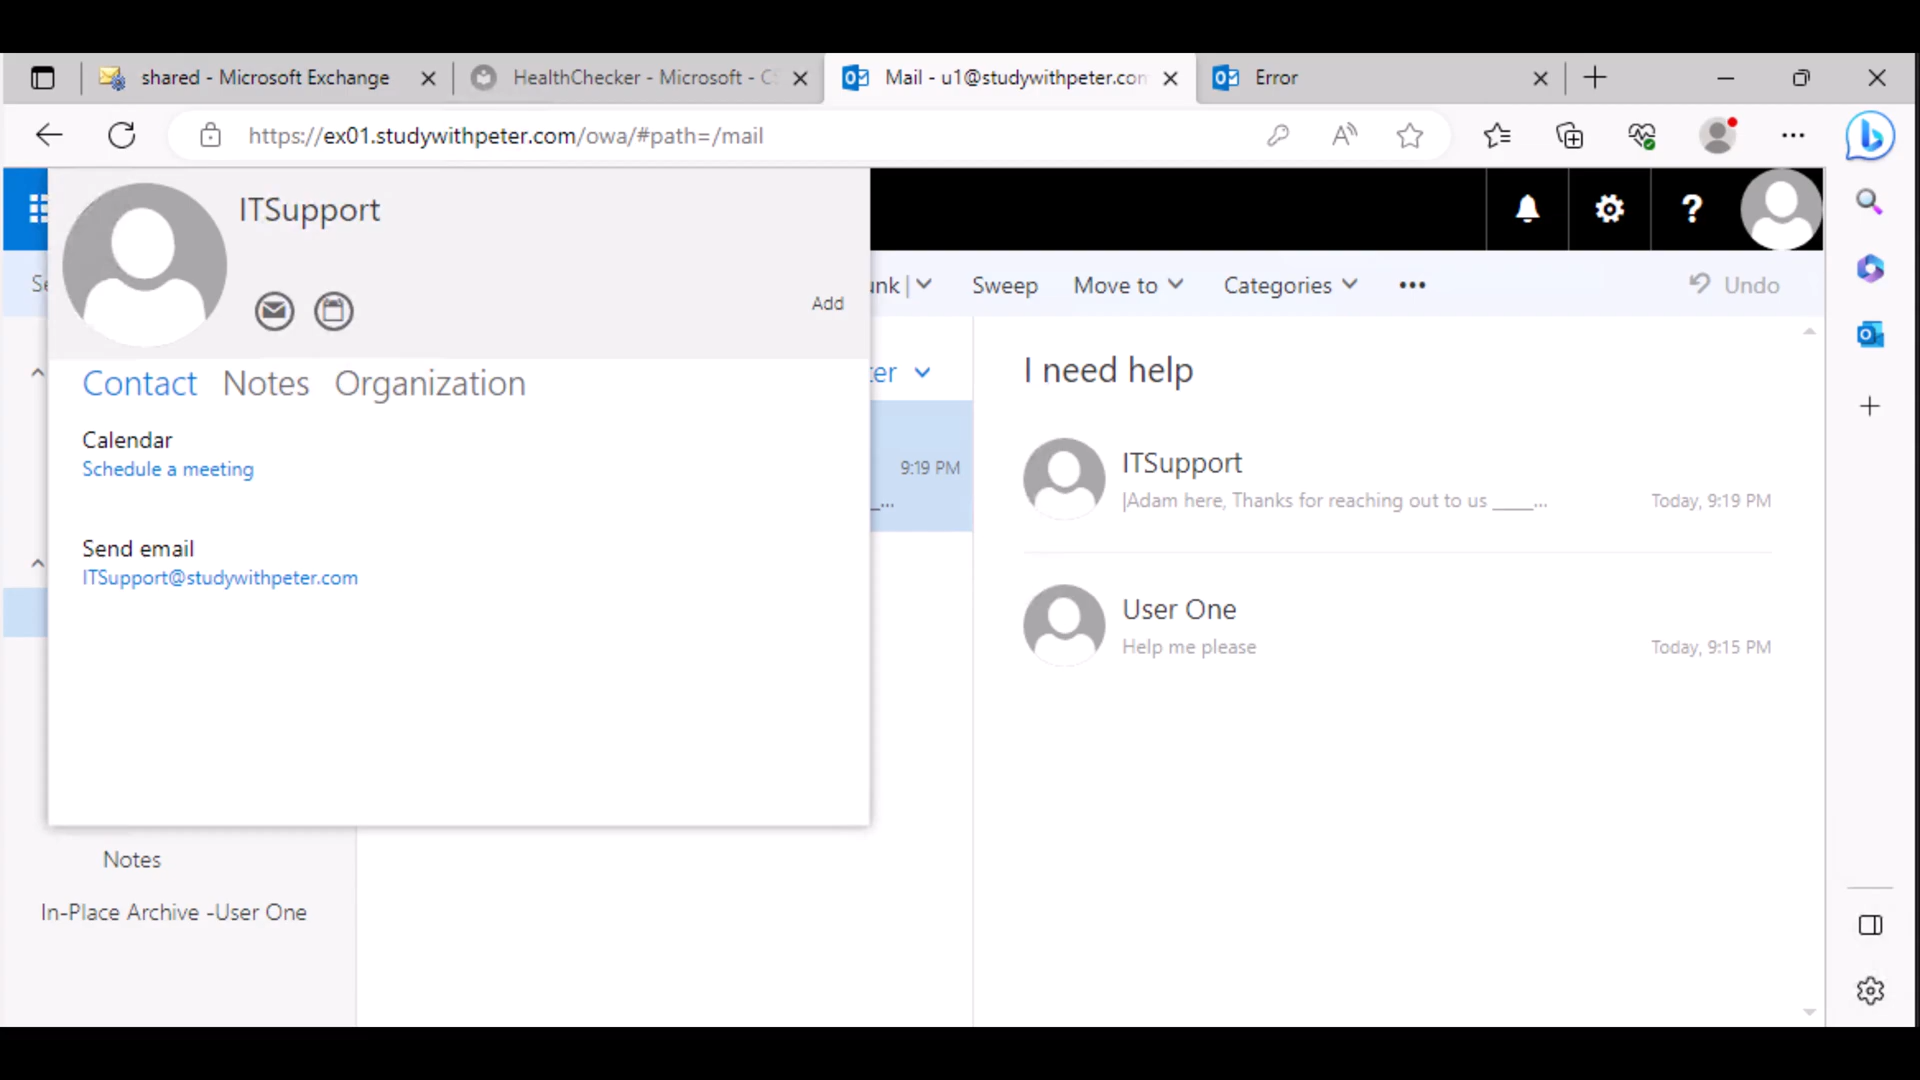 shared - Microsoft Exchange
HealthChecker - Microsoft - C
Mail - u1@studywithpeter.com
Error
https://ex01.studywithpeter.com/owa/#path=/mail
ITSupport
Add
Sweep
Move to
Categories
Undo
Contact Notes Organization
Calendar
Schedule a meeting
Send email
ITSupport@studywithpeter.com
9:19 PM
I need help
ITSupport
Adam here, Thanks for reaching out to us _____...
Today, 9:19 PM
User One
Help me please
Today, 9:15 PM
Notes
In-Place Archive -User One